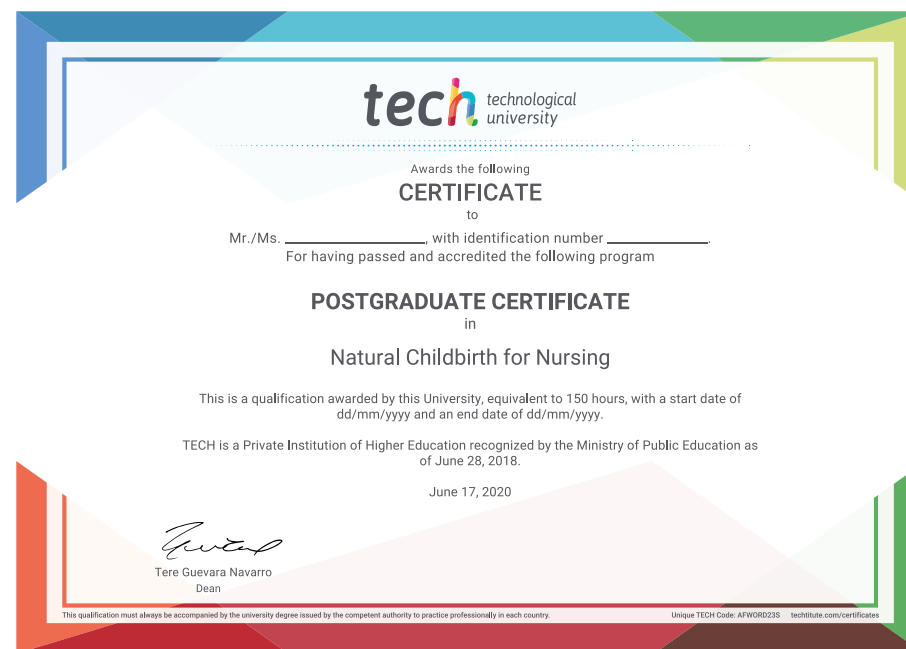 tech technological
university
Awards the following
CERTIFICATE
to
Mr./Ms. ____________________, with identification number ______________.
For having passed and accredited the following program
POSTGRADUATE CERTIFICATE
in
Natural Childbirth for Nursing
This is a qualification awarded by this University, equivalent to 150 hours, with a start date of
dd/mm/yyyy and an end date of dd/mm/yyyy.
TECH is a Private Institution of Higher Education recognized by the Ministry of Public Education as
of June 28, 2018.
June 17, 2020
Tere Guevara Navarro
Dean
This qualification must always be accompanied by the university degree issued by the competent authority to practice professionally in each country.
Unique TECH Code: AFWORD23S techtitute.com/certificates